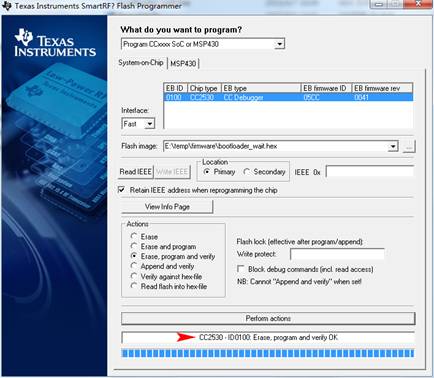 Texas Instruments SmartRF? Flash Programmer
TEXAS
INSTRUMENTS
Low-Power RF
What do you want to program?
Program CCxxxx SoC or MSP430
System-on-Chip MSP430
EB ID Chip type EB type EB firmware ID EB firmware rev
0100 CC2530 CC Debugger 05CC 0041
Interface:
Fast
Flash image: E:\temp\firmware\bootloader_wait.hex ...
Read IEEE Write IEEE Location Primary Secondary IEEE 0x
Retain IEEE address when reprogramming the chip
View Info Page
Actions
Erase
Erase and program
Erase, program and verify
Append and verify
Verify against hex-file
Read flash into hex-file
Flash lock (effective after program/append):
Write protect:
Block debug commands (incl. read access)
NB: Cannot "Append and verify" when set!
Perform actions
CC2530 - ID0100: Erase, program and verify OK